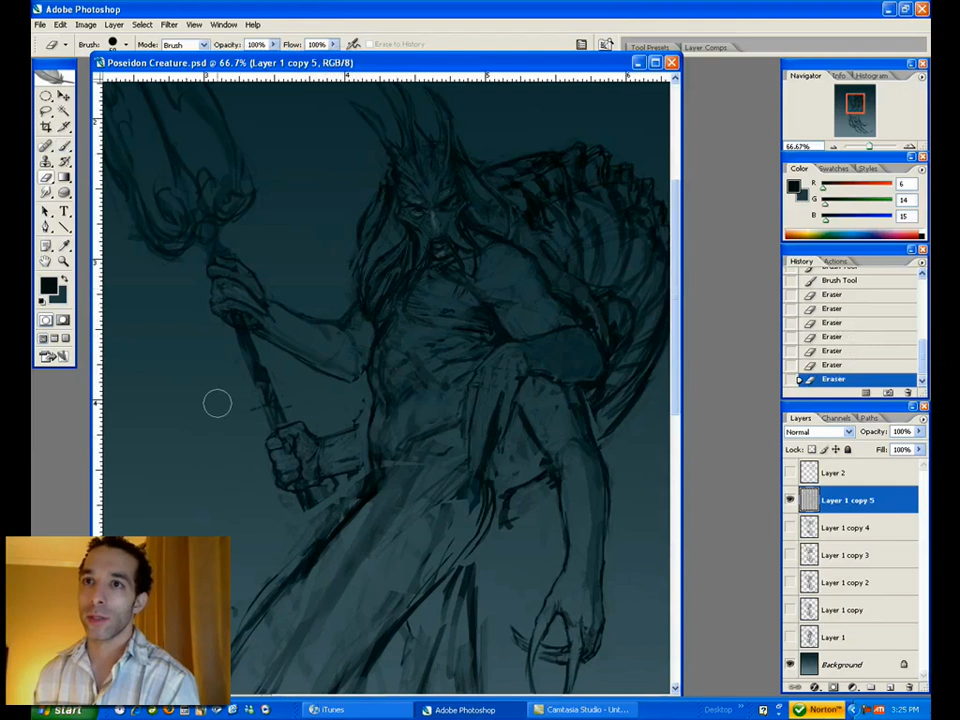 Adobe Photoshop
File Edit Image Layer Select Filter View Window Help
Brush: Mode: Brush Opacity: 100% Flow: 100% Erase to History
Tool Presets Layer Comps
Poseidon Creature.psd @ 66.7% (Layer 1 copy 5, RGB/8)
Navigator Info Histogram
66.67%
Color Swatches Styles
R 6
G 14
B 15
History Actions
Brush Tool
Brush Tool
Eraser
Eraser
Eraser
Eraser
Eraser
Eraser
Eraser
Layers Channels Paths
Normal Opacity: 100%
Lock: Fill: 100%
Layer 2
Layer 1 copy 5
Layer 1 copy 4
Layer 1 copy 3
Layer 1 copy 2
Layer 1 copy
Layer 1
Background
start iTunes Adobe Photoshop Camtasia Studio - Unt... Desktop Norton 3:25 PM